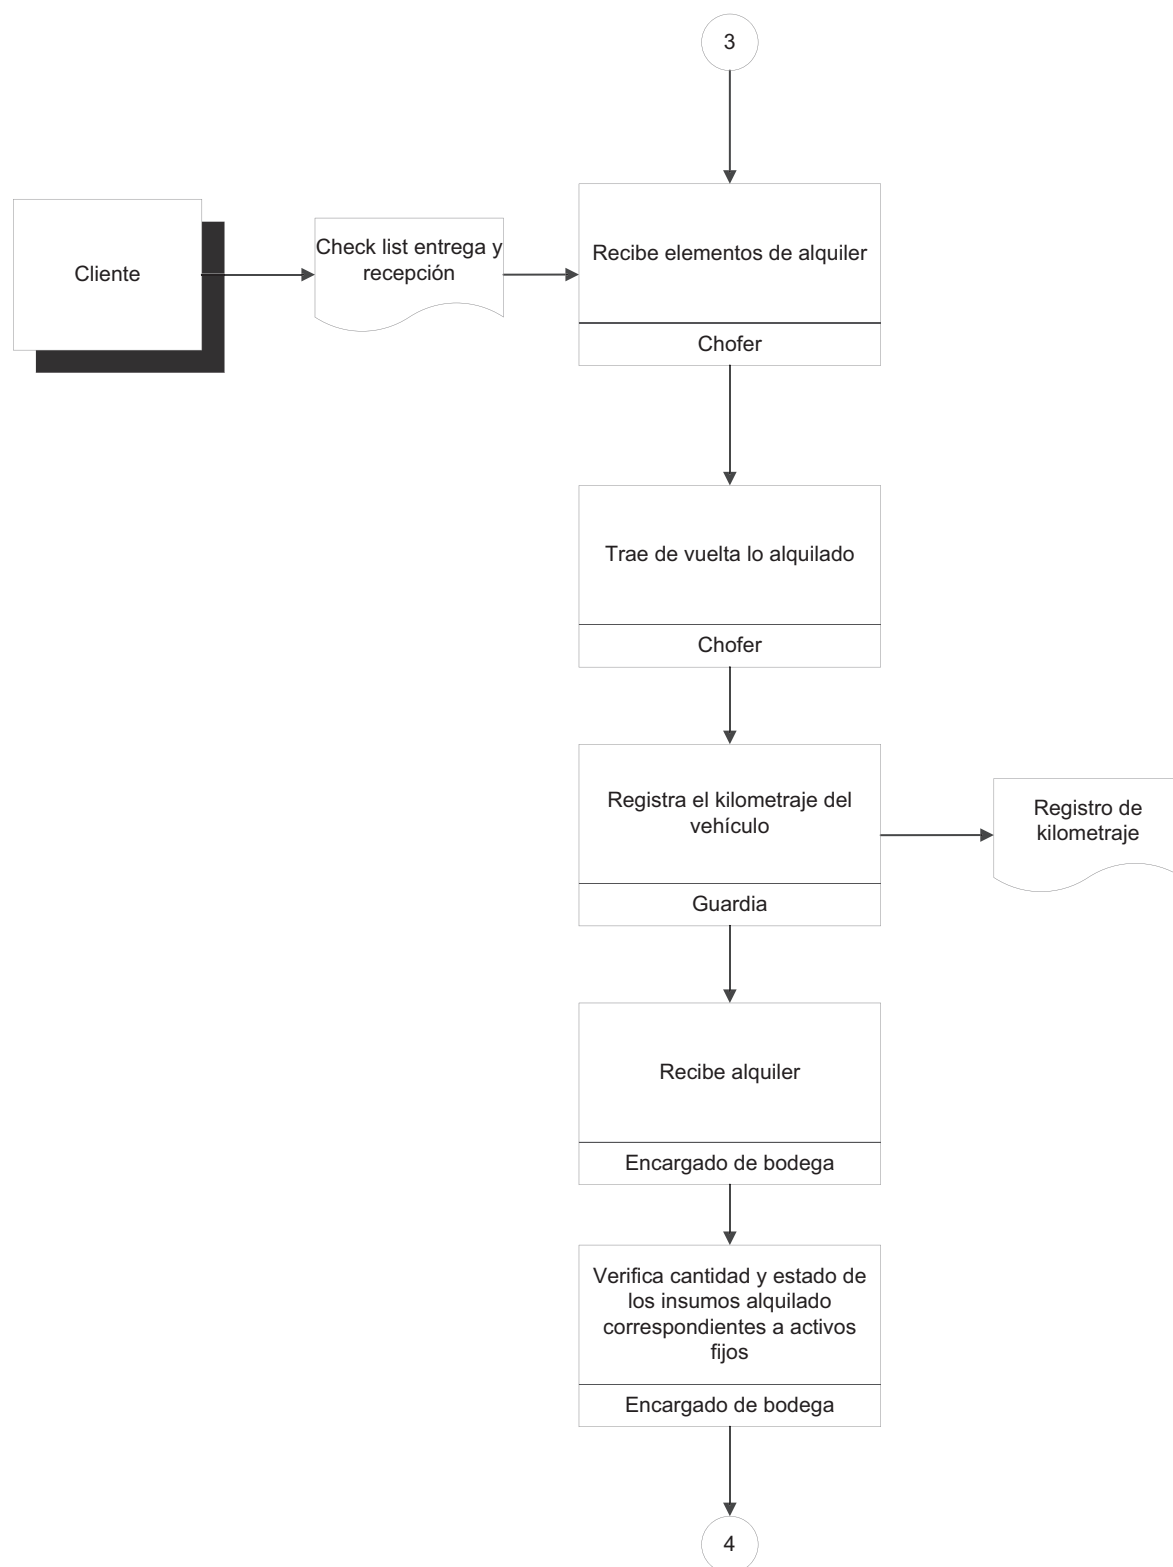 3
Cliente
Check list entrega y
recepción
Recibe elementos de alquiler
Chofer
Trae de vuelta lo alquilado
Chofer
Registra el kilometraje del
vehículo
Guardia
Registro de
kilometraje
Recibe alquiler
Encargado de bodega
Verifica cantidad y estado de
los insumos alquilado
correspondientes a activos
fijos
Encargado de bodega
4